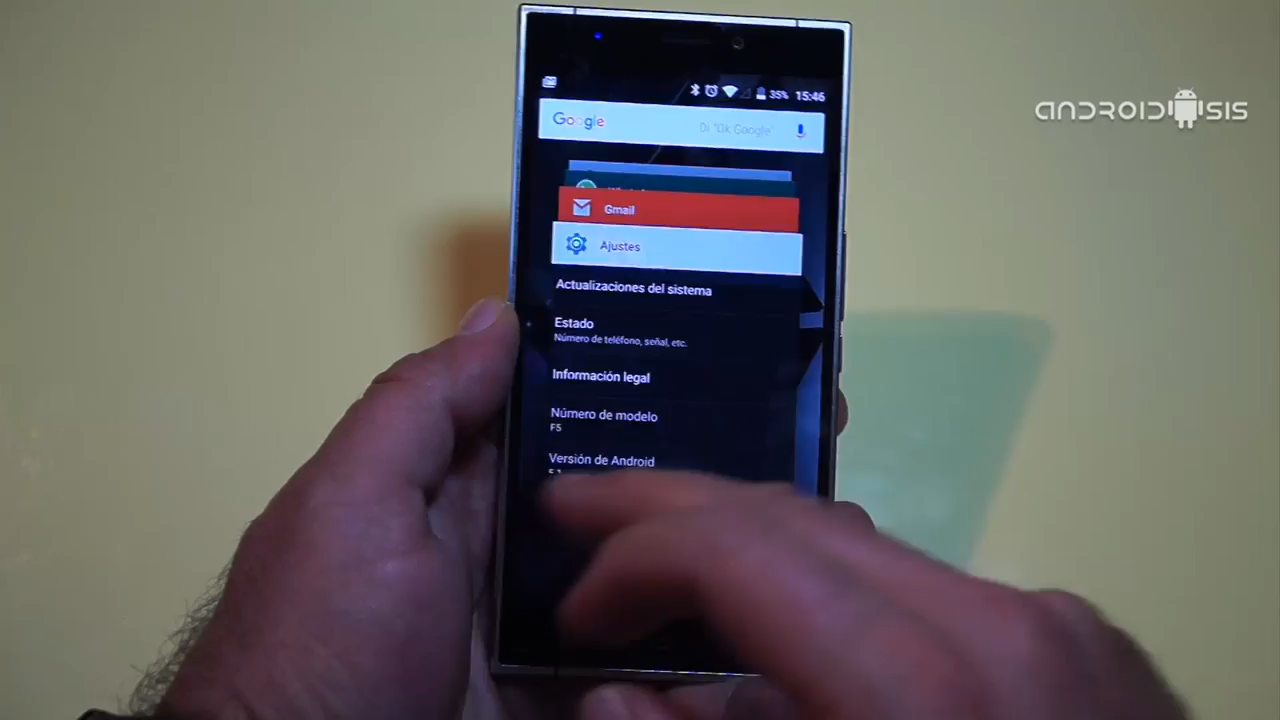 ANDROIDSIS
35% 15:46
Google Di "Ok Google"
Gmail
Ajustes
Actualizaciones del sistema
Estado
Número de teléfono, señal, etc.
Información legal
Número de modelo
F5
Versión de Android